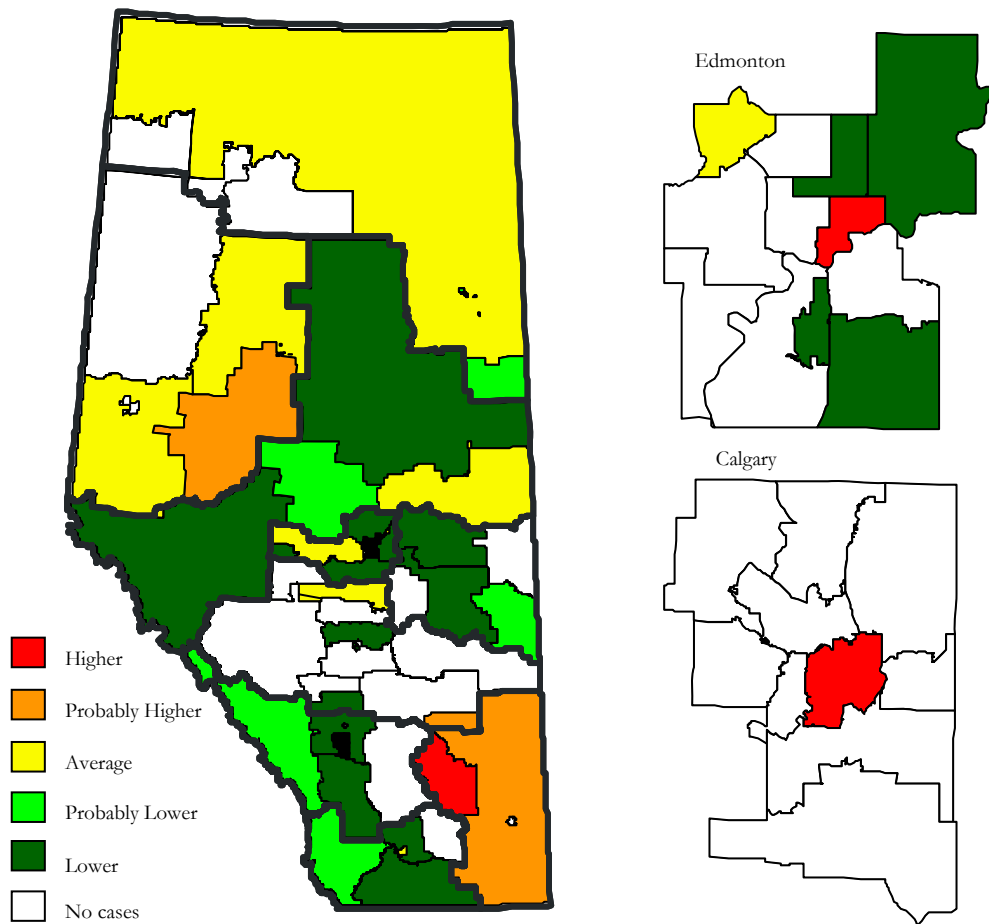 Edmonton
Calgary
Higher
Probably Higher
Average
Probably Lower
Lower
No cases